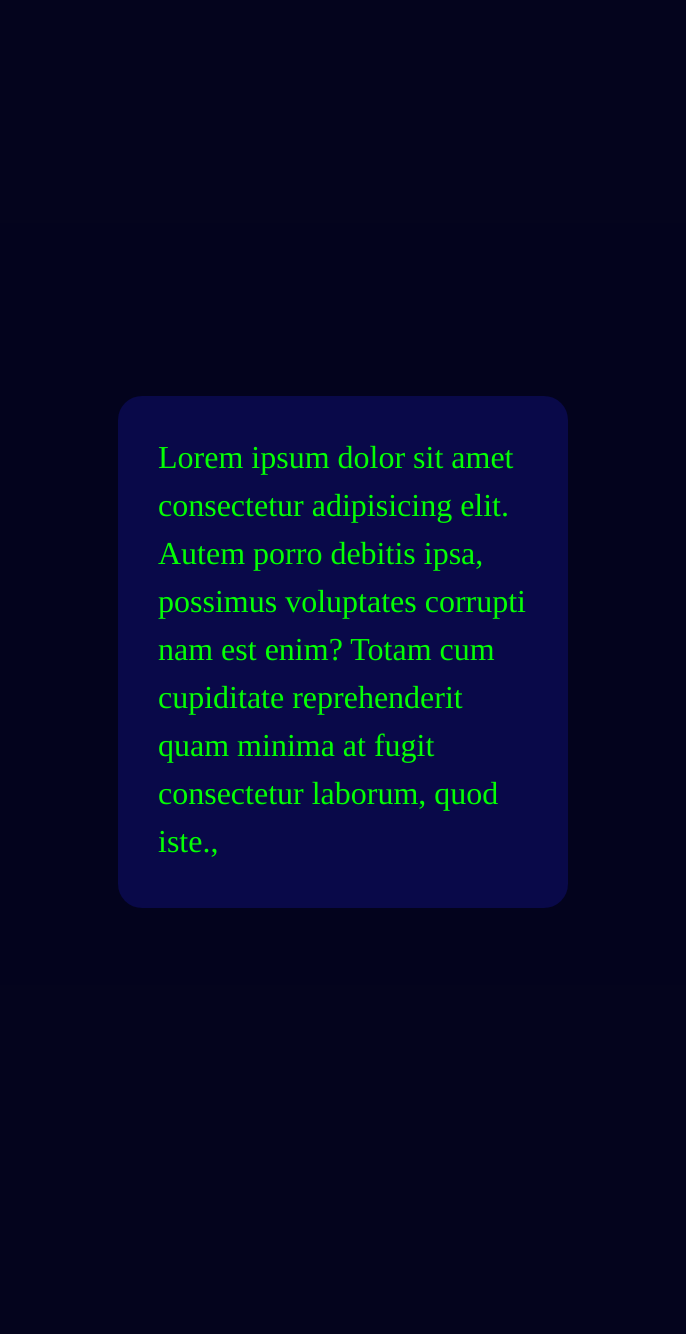 Lorem ipsum dolor sit amet
consectetur adipisicing elit.
Autem porro debitis ipsa,
possimus voluptates corrupti
nam est enim? Totam cum
cupiditate reprehenderit
quam minima at fugit
consectetur laborum, quod
iste.,